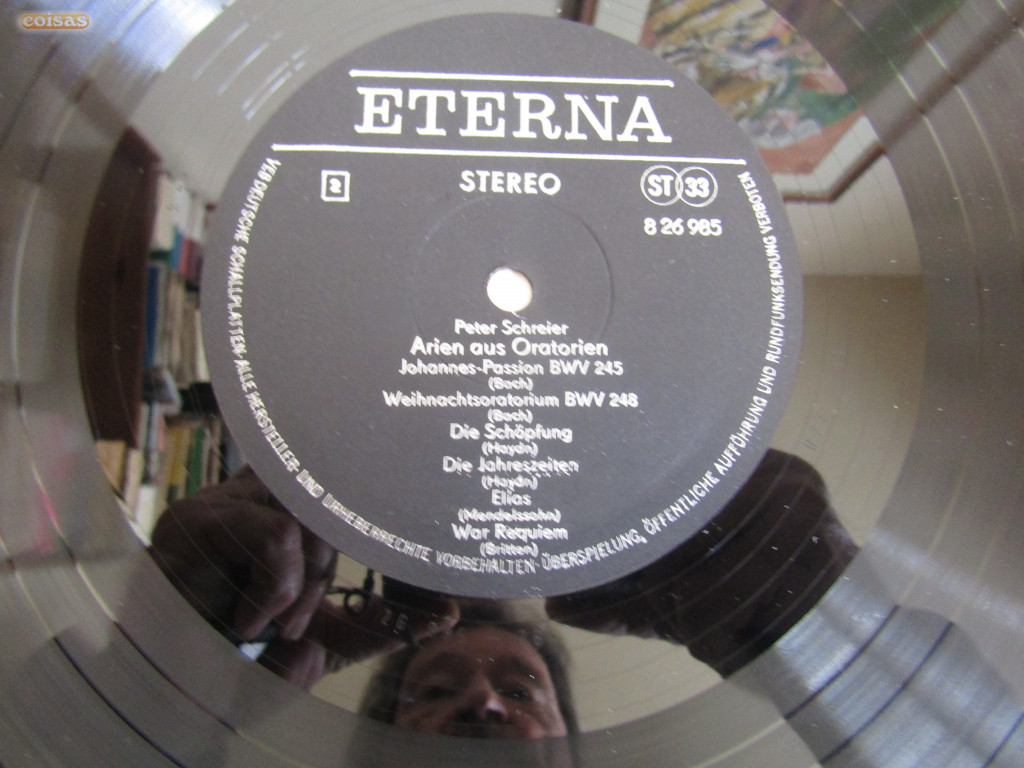 coisas
ETERNA
2
STEREO
ST 33
8 26 985
Peter Schreier
Arien aus Oratorien
Johannes-Passion BWV 245
(Bach)
Weihnachtsoratorium BWV 248
(Bach)
Die Schöpfung
(Haydn)
Die Jahreszeiten
(Haydn)
Elias
(Mendelssohn)
War Requiem
(Britten)
VEB DEUTSCHE SCHALLPLATTEN · ALLE HERSTELLER- UND URHEBERRECHTE VORBEHALTEN · ÜBERSPIELUNG, ÖFFENTLICHE AUFFÜHRUNG UND RUNDFUNKSENDUNG VERBOTEN